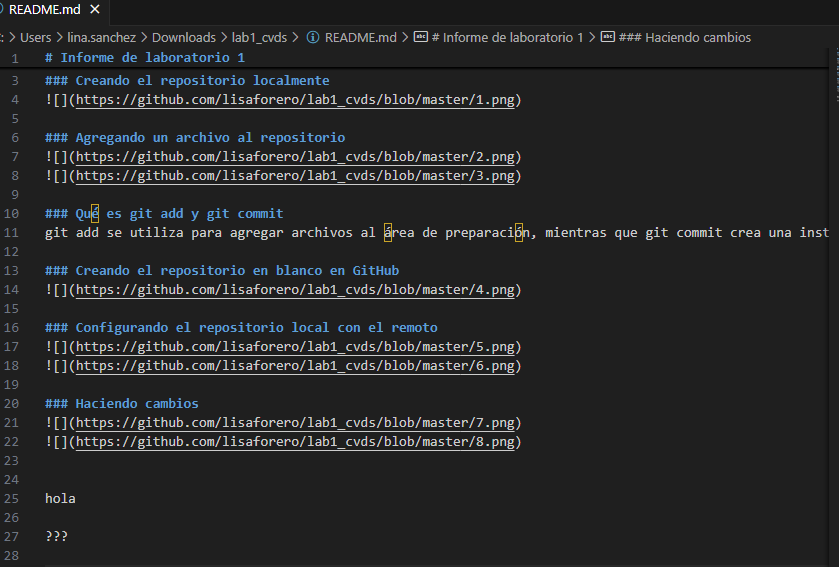 README.md
Users > lina.sanchez > Downloads > lab1_cvds > README.md > # Informe de laboratorio 1 > ### Haciendo cambios
1 # Informe de laboratorio 1
3 ### Creando el repositorio localmente
4 ![](https://github.com/lisaforero/lab1_cvds/blob/master/1.png)
5
6 ### Agregando un archivo al repositorio
7 ![](https://github.com/lisaforero/lab1_cvds/blob/master/2.png)
8 ![](https://github.com/lisaforero/lab1_cvds/blob/master/3.png)
9
10 ### Qué es git add y git commit
11 git add se utiliza para agregar archivos al área de preparación, mientras que git commit crea una inst
12
13 ### Creando el repositorio en blanco en GitHub
14 ![](https://github.com/lisaforero/lab1_cvds/blob/master/4.png)
15
16 ### Configurando el repositorio local con el remoto
17 ![](https://github.com/lisaforero/lab1_cvds/blob/master/5.png)
18 ![](https://github.com/lisaforero/lab1_cvds/blob/master/6.png)
19
20 ### Haciendo cambios
21 ![](https://github.com/lisaforero/lab1_cvds/blob/master/7.png)
22 ![](https://github.com/lisaforero/lab1_cvds/blob/master/8.png)
23
24
25 hola
26
27 ???
28